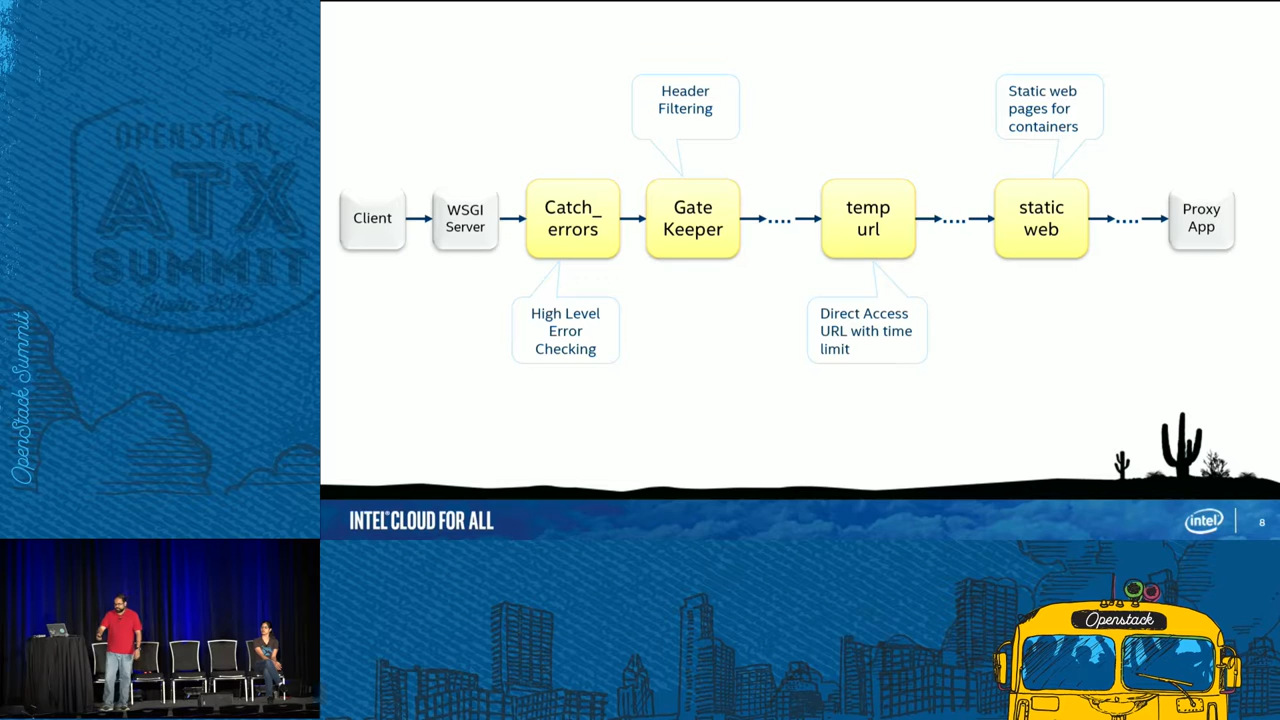 OPENSTACK
ATX
SUMMIT
Austin 2016
OpenStack Summit
Header
Filtering
Static web
pages for
containers
Client
WSGI
Server
Catch_
errors
Gate
Keeper
....
temp
url
....
static
web
....
Proxy
App
High Level
Error
Checking
Direct Access
URL with time
limit
INTEL® CLOUD FOR ALL
intel
8
Openstack